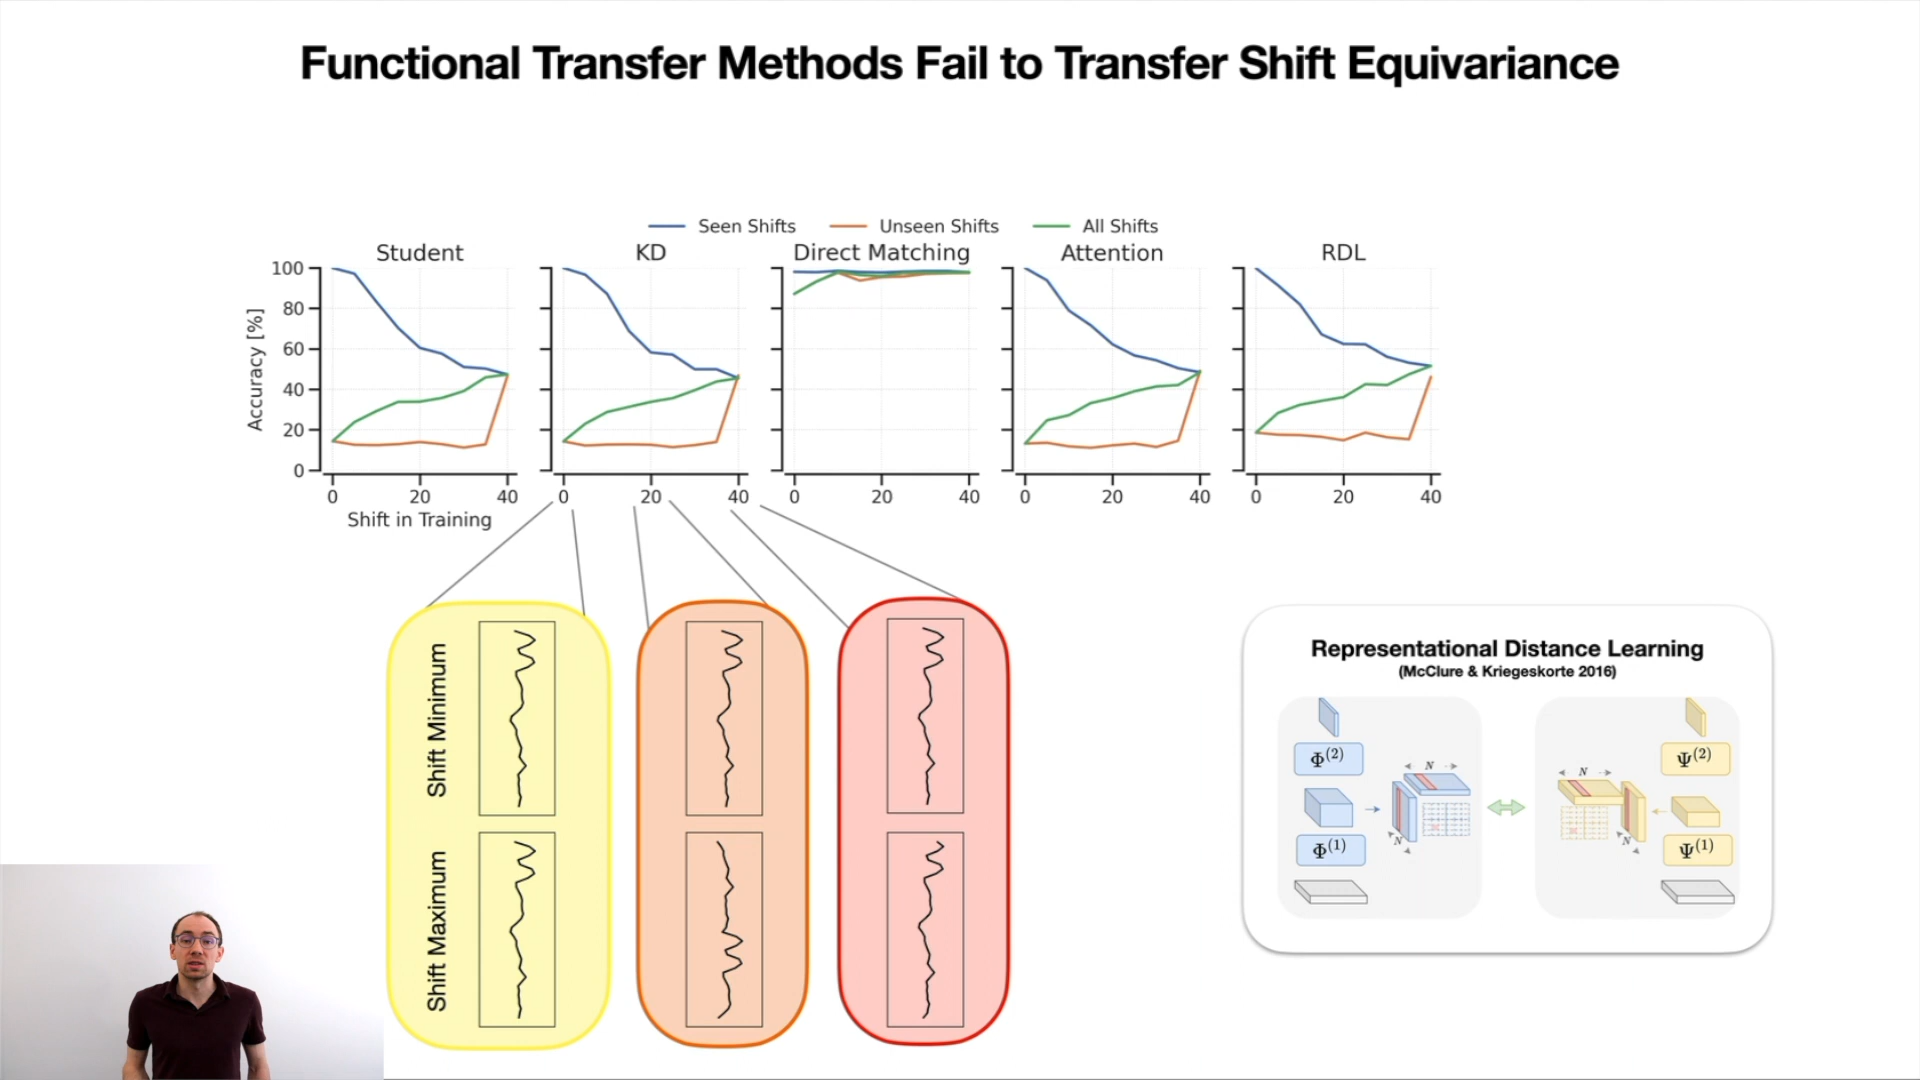 Functional Transfer Methods Fail to Transfer Shift Equivariance
Seen Shifts Unseen Shifts All Shifts
Student KD Direct Matching Attention RDL
Accuracy [%]
100
80
60
40
20
0
0 20 40 0 20 40 0 20 40 0 20 40 0 20 40
Shift in Training
Shift Minimum
Shift Maximum
Representational Distance Learning
(McClure & Kriegeskorte 2016)
Φ(2) Ψ(2)
N N
N N
Φ(1) Ψ(1)